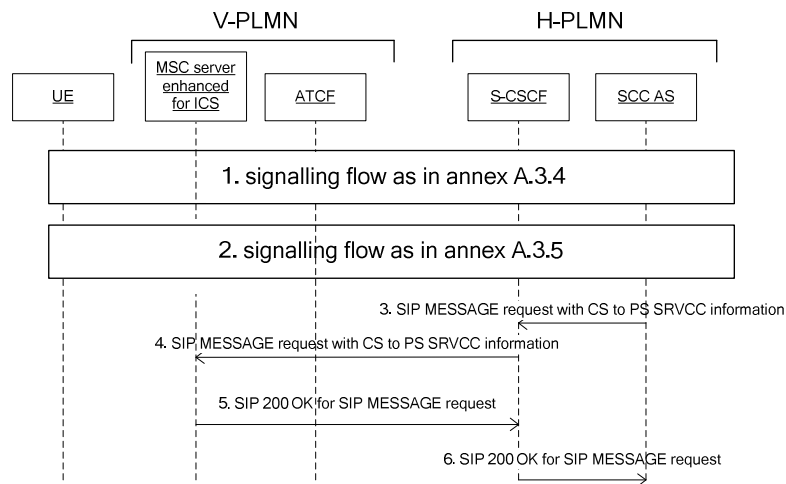 V-PLMN
H-PLMN
UE
MSC server
enhanced
for ICS
ATCF
S-CSCF
SCC AS
1. signalling flow as in annex A.3.4
2. signalling flow as in annex A.3.5
3. SIP MESSAGE request with CS to PS SRVCC information
4. SIP MESSAGE request with CS to PS SRVCC information
5. SIP 200 OK for SIP MESSAGE request
6. SIP 200 OK for SIP MESSAGE request